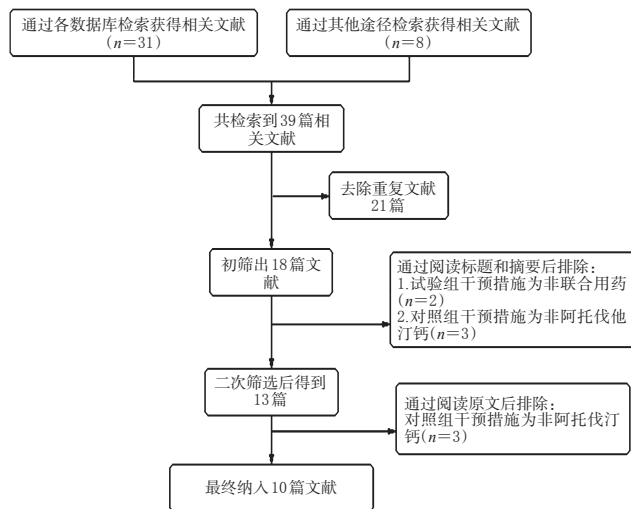 通过各数据库检索获得相关文献
(n=31)
通过其他途径检索获得相关文献
(n=8)
共检索到39篇相
关文献
去除重复文献
21篇
初筛出18篇文
献
通过阅读标题和摘要后排除：
1.试验组干预措施为非联合用药
(n=2)
2.对照组干预措施为非阿托伐他
汀钙(n=3)
二次筛选后得到
13篇
通过阅读原文后排除：
对照组干预措施为非阿托伐汀
钙(n=3)
最终纳入10篇文献